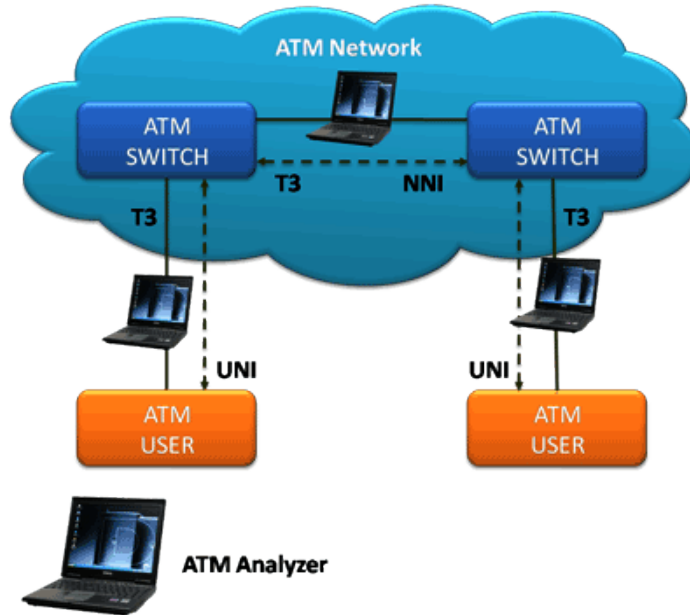 ATM Network
ATM
SWITCH
ATM
SWITCH
T3
NNI
T3
T3
UNI
UNI
ATM
USER
ATM
USER
ATM Analyzer